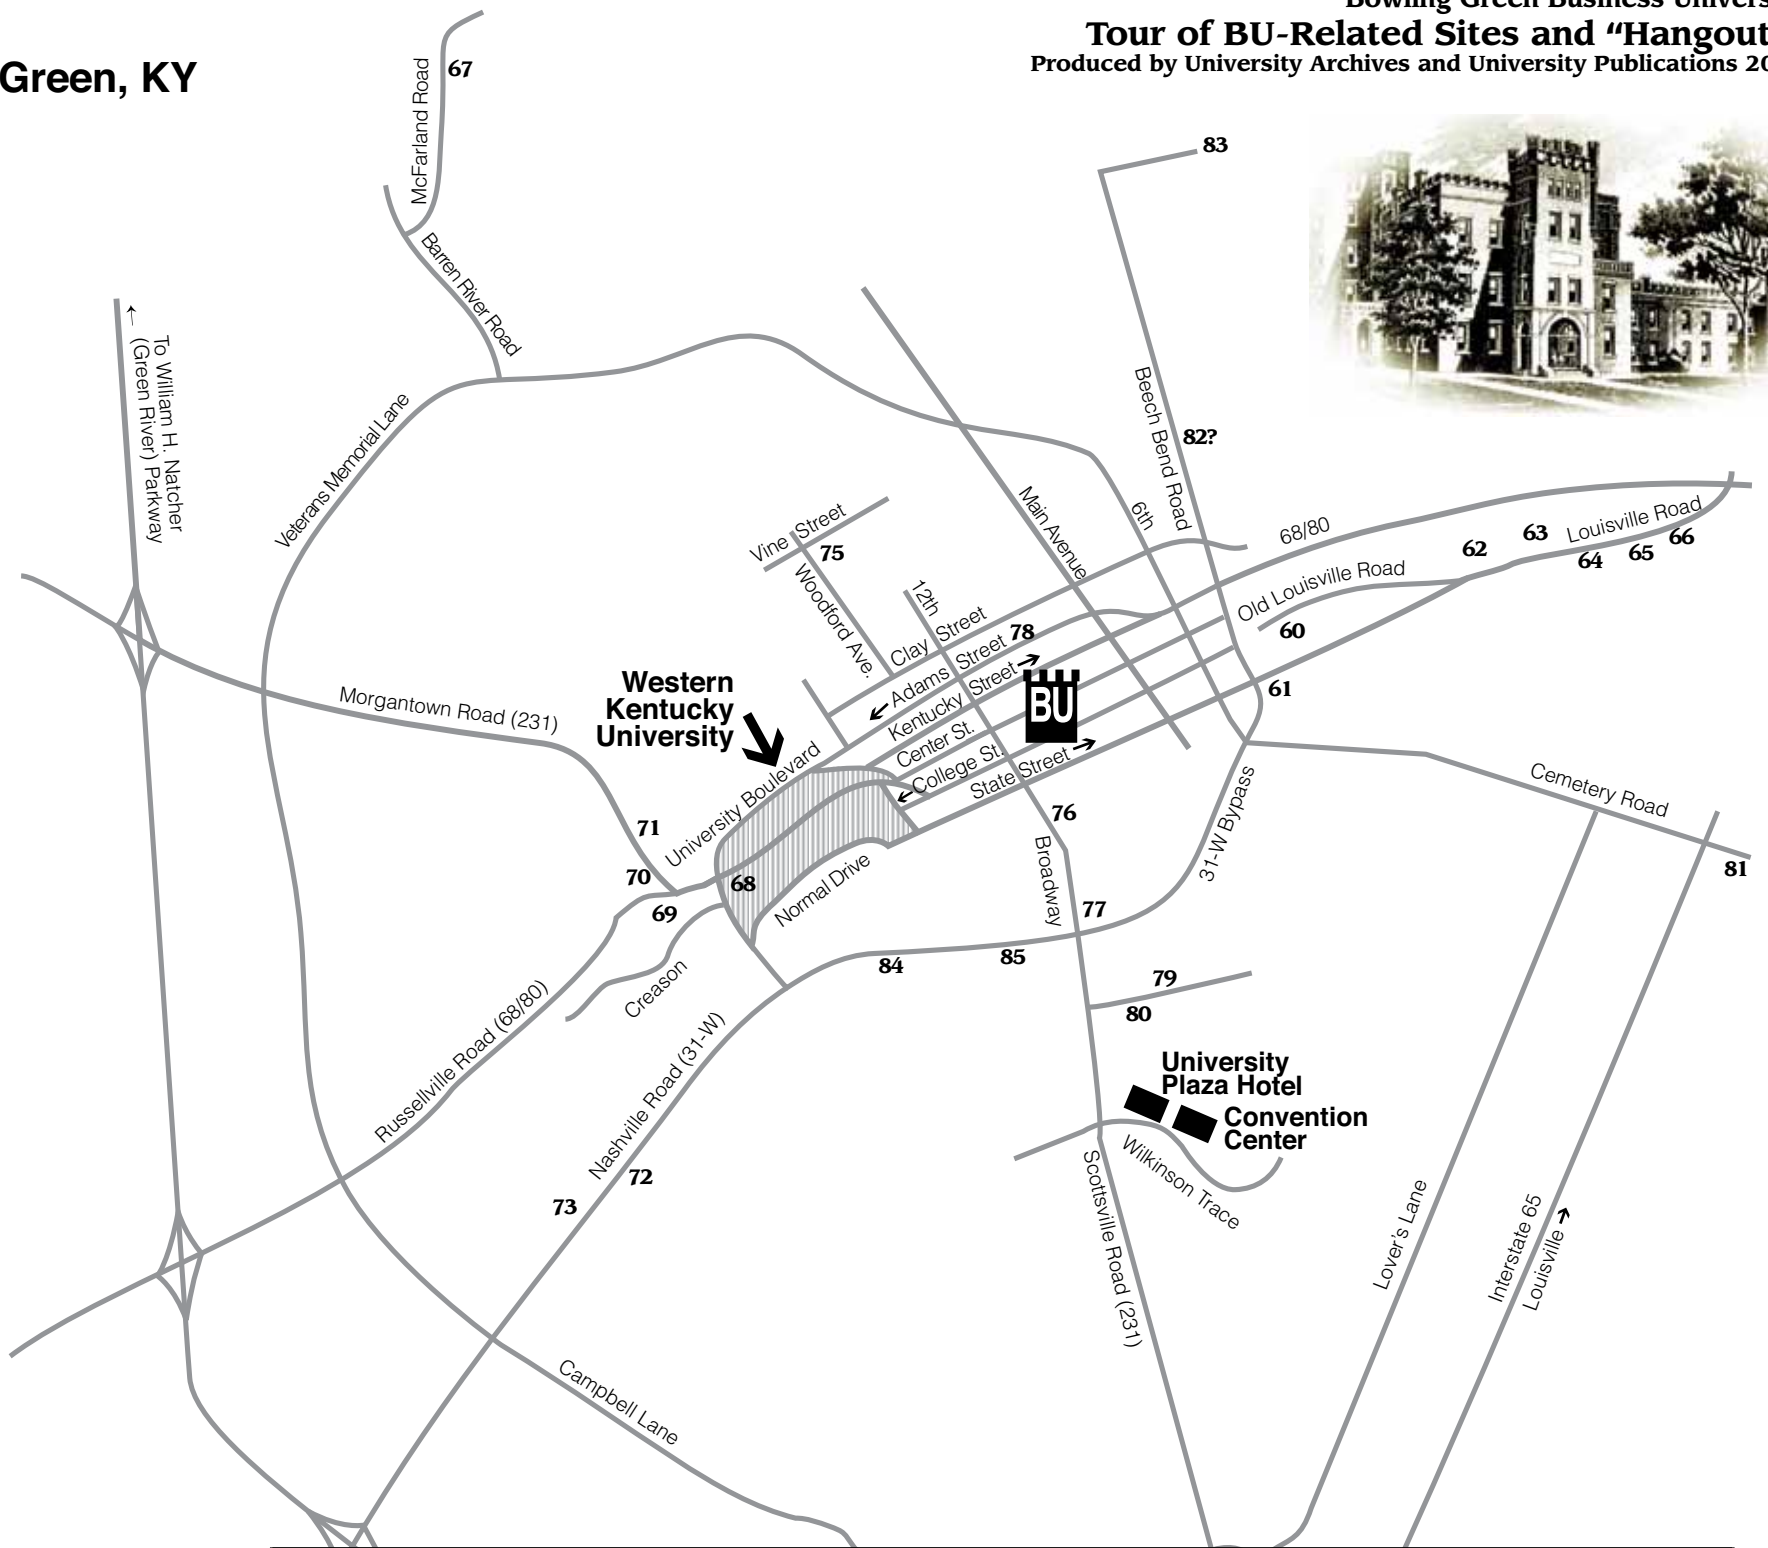 Bowling Green Business Univers
Tour of BU-Related Sites and “Hangout
Produced by University Archives and University Publications 20
Green, KY
67
McFarland Road
83
Barren River Road
←
To William H. Natcher
(Green River) Parkway
Veterans Memorial Lane
Beech Bend Road
82?
Main Avenue
6th
68/80
63
Louisville Road
66
62
65
64
Vine Street
75
Woodford Ave.
12th
Old Louisville Road
60
Clay Street
78
Adams Street
←
Kentucky Street →
BU
61
Center St.
College St.
←
State Street →
Western
Kentucky
University
Morgantown Road (231)
University Boulevard
71
76
Cemetery Road
81
31-W Bypass
Broadway
70
68
69
Normal Drive
77
84
85
Creason
79
80
Russellville Road (68/80)
Nashville Road (31-W)
University
Plaza Hotel
Convention
Center
Wilkinson Trace
72
73
Scottsville Road (231)
Lover's Lane
Interstate 65
Louisville →
Campbell Lane